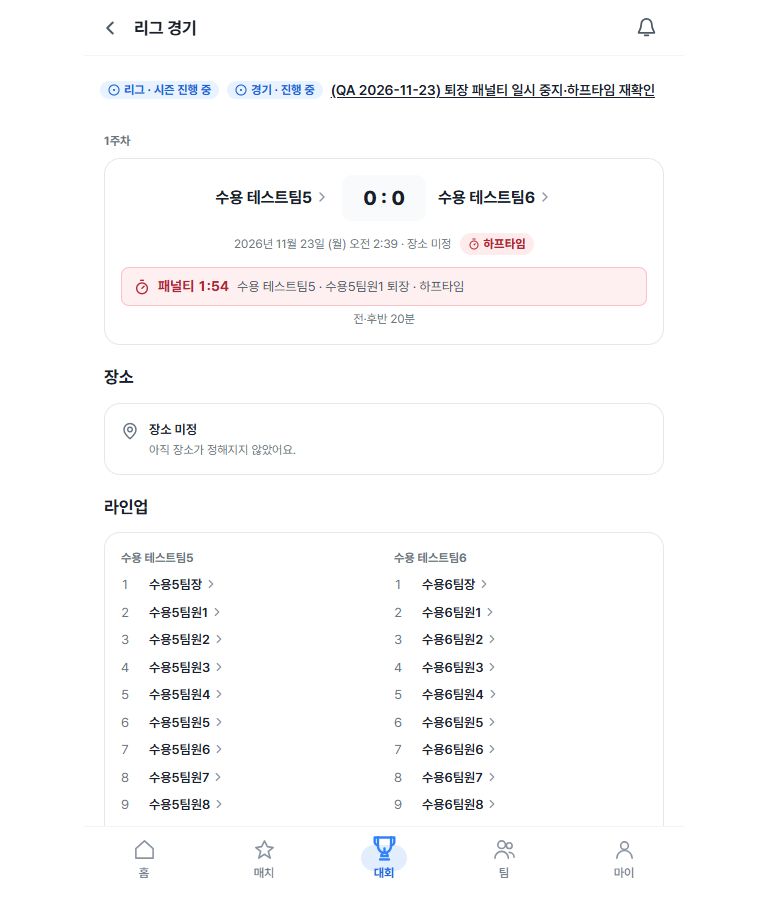 리그 경기
리그 · 시즌 진행 중 경기 · 진행 중 (QA 2026-11-23) 퇴장 패널티 일시 중지·하프타임 재확인
1주차
수용 테스트팀5 0 : 0 수용 테스트팀6
2026년 11월 23일 (월) 오전 2:39 · 장소 미정 하프타임
패널티 1:54 수용 테스트팀5 · 수용5팀원1 퇴장 · 하프타임
전·후반 20분
장소
장소 미정
아직 장소가 정해지지 않았어요.
라인업
수용 테스트팀5 수용 테스트팀6
1 수용5팀장 1 수용6팀장
2 수용5팀원1 2 수용6팀원1
3 수용5팀원2 3 수용6팀원2
4 수용5팀원3 4 수용6팀원3
5 수용5팀원4 5 수용6팀원4
6 수용5팀원5 6 수용6팀원5
7 수용5팀원6 7 수용6팀원6
8 수용5팀원7 8 수용6팀원7
9 수용5팀원8 9 수용6팀원8
홈 매치 대회 팀 마이